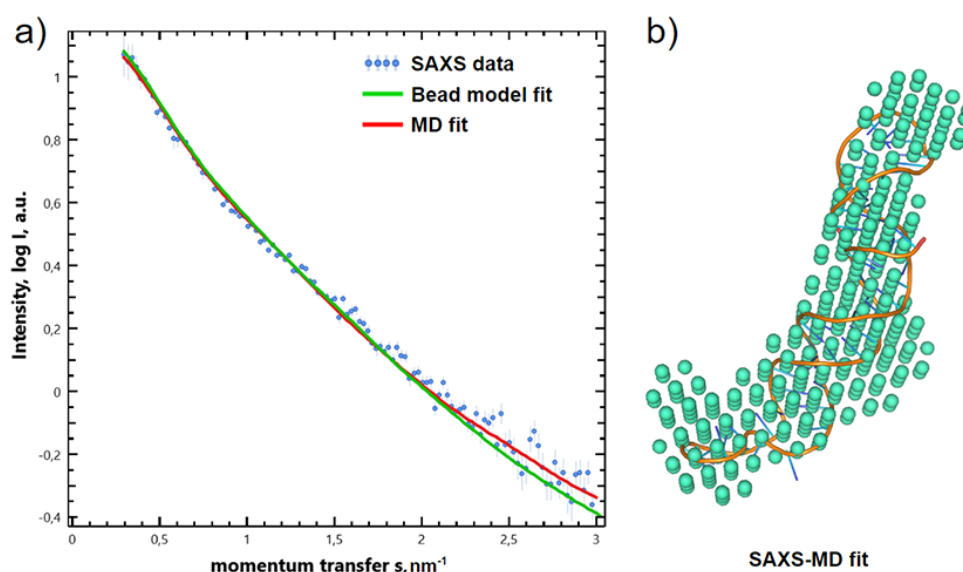 a)
b)
SAXS data
Bead model fit
MD fit
Intensity, log I, a.u.
1
0,8
0,6
0,4
0,2
0
-0,2
-0,4
0
0,5
1
1,5
2
2,5
3
momentum transfer s,nm⁻¹
SAXS-MD fit